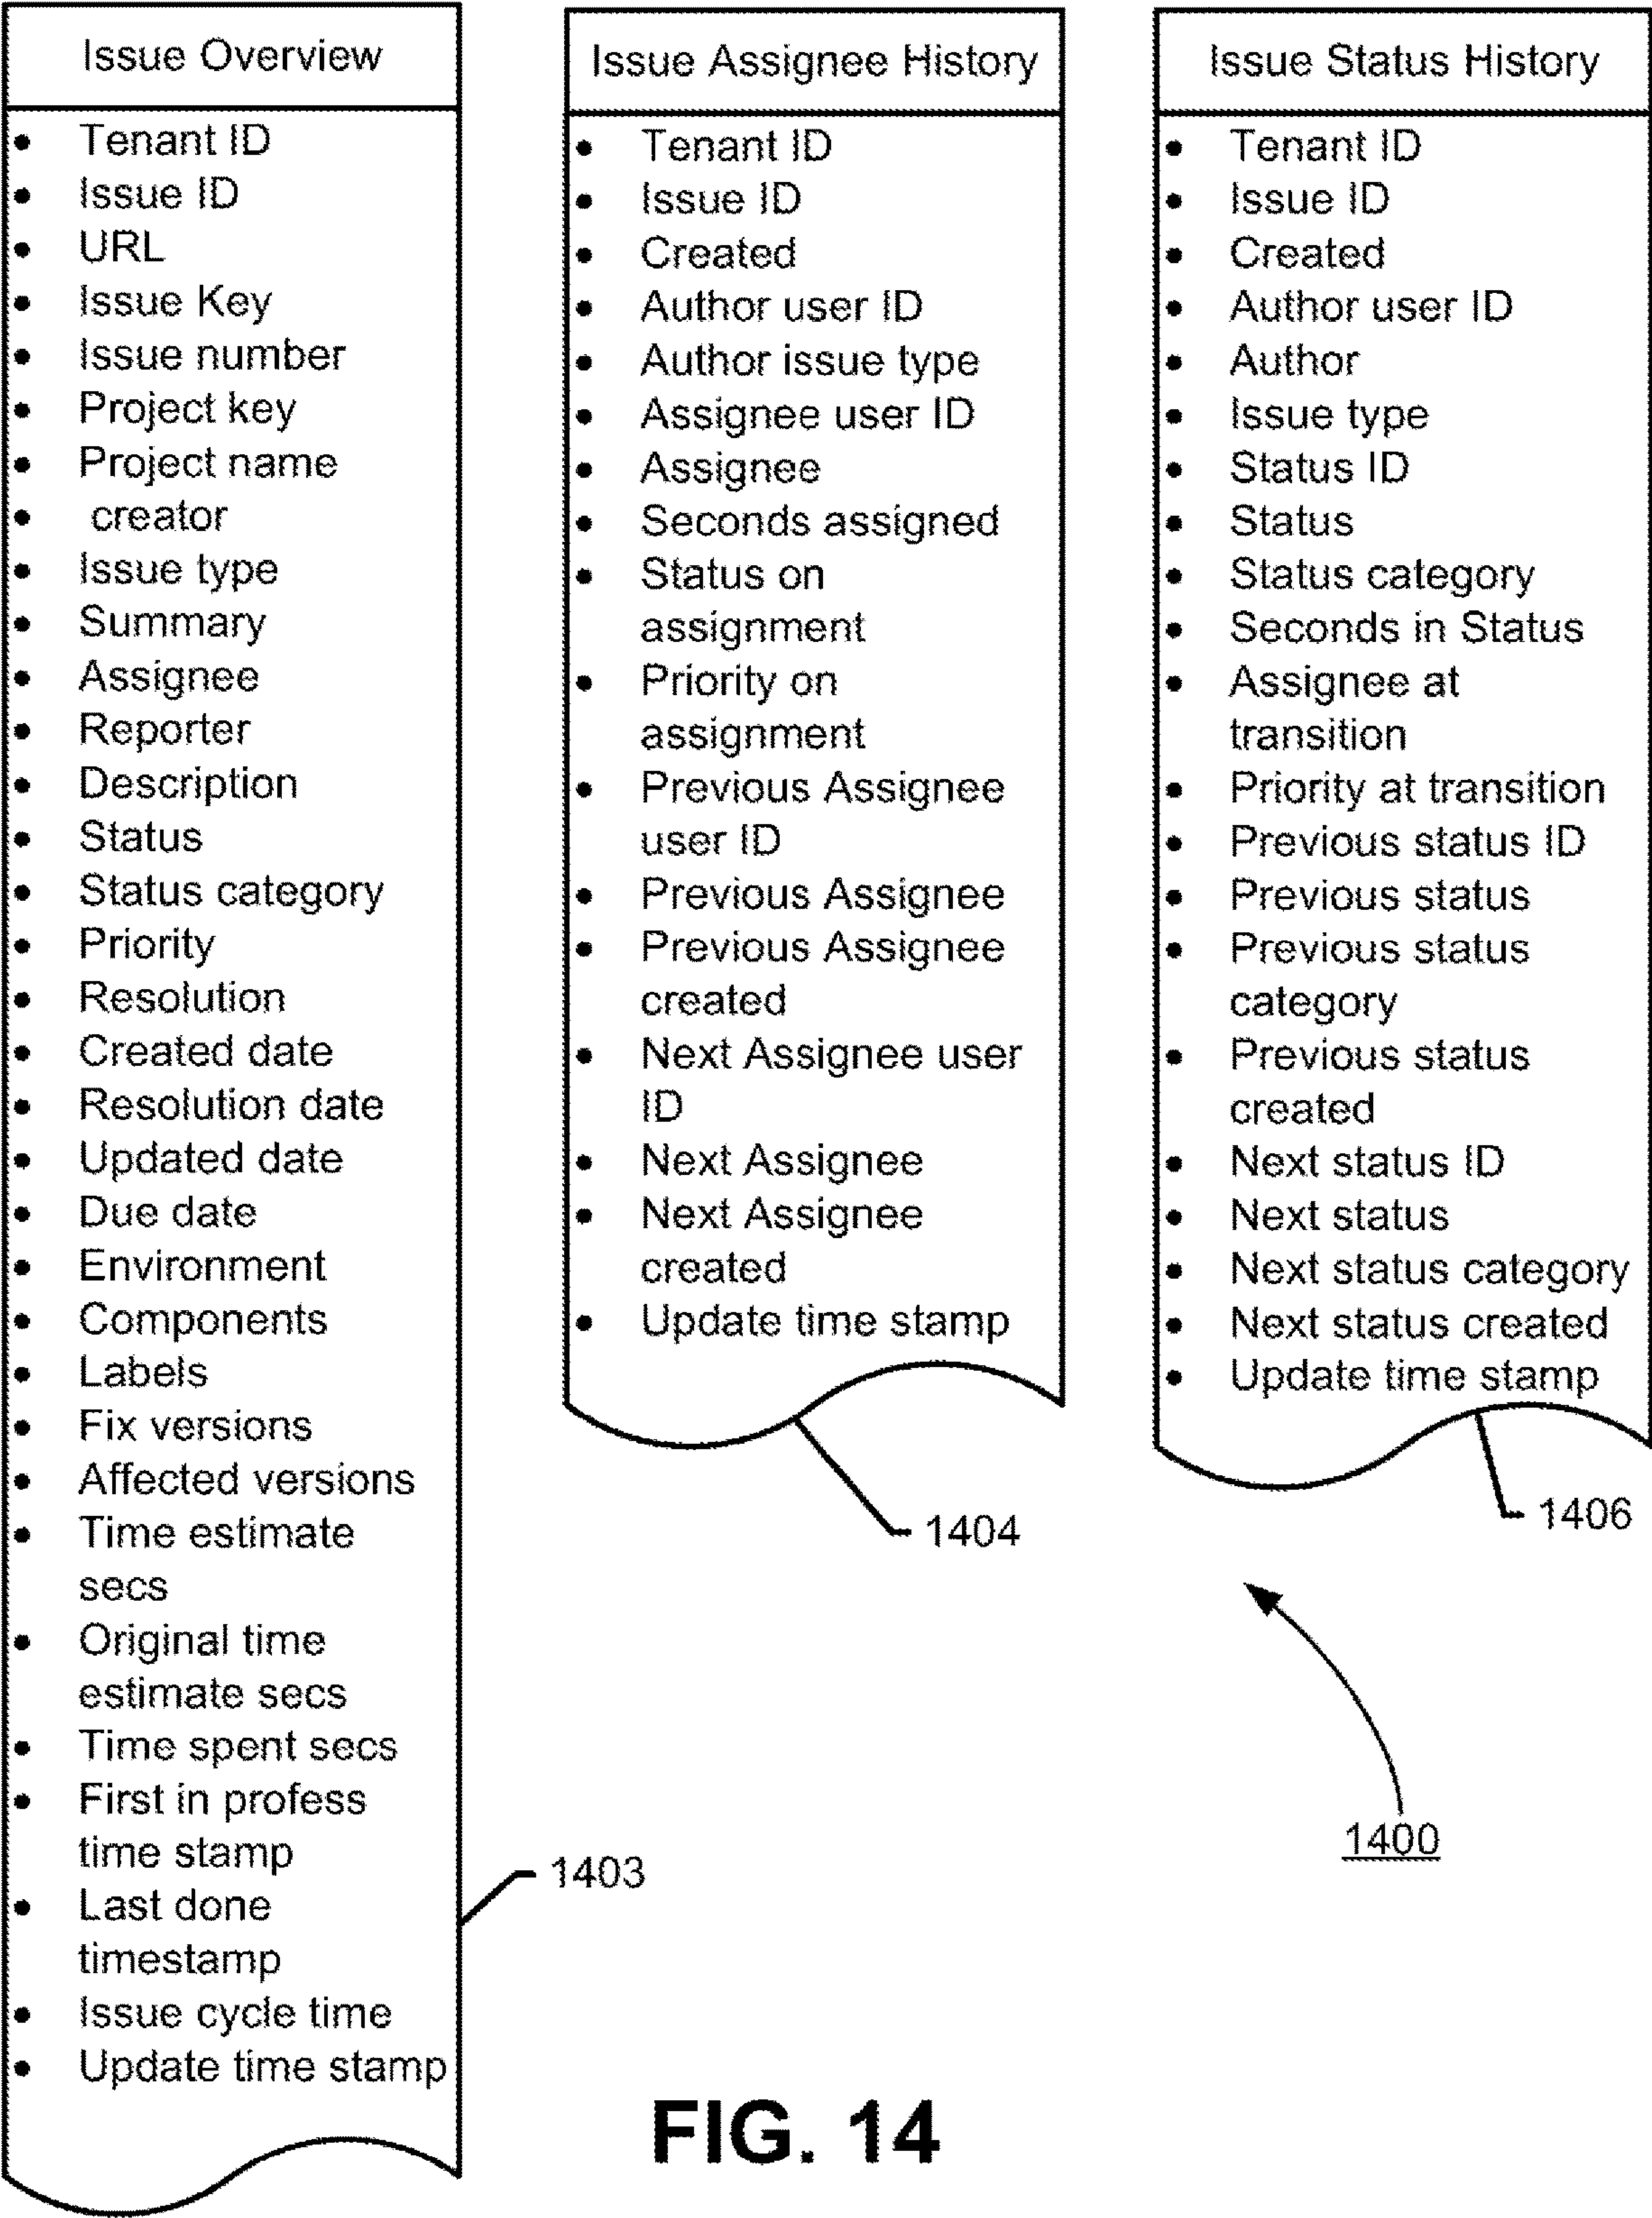 Issue Overview
• Tenant ID
• Issue ID
• URL
• Issue Key
• Issue number
• Project key
• Project name
• creator
• Issue type
• Summary
• Assignee
• Reporter
• Description
• Status
• Status category
• Priority
• Resolution
• Created date
• Resolution date
• Updated date
• Due date
• Environment
• Components
• Labels
• Fix versions
• Affected versions
• Time estimate
secs
• Original time
estimate secs
• Time spent secs
• First in profess
time stamp
• Last done
timestamp
• Issue cycle time
• Update time stamp
1403
Issue Assignee History
• Tenant ID
• Issue ID
• Created
• Author user ID
• Author issue type
• Assignee user ID
• Assignee
• Seconds assigned
• Status on
assignment
• Priority on
assignment
• Previous Assignee
user ID
• Previous Assignee
• Previous Assignee
created
• Next Assignee user
ID
• Next Assignee
• Next Assignee
created
• Update time stamp
1404
Issue Status History
• Tenant ID
• Issue ID
• Created
• Author user ID
• Author
• Issue type
• Status ID
• Status
• Status category
• Seconds in Status
• Assignee at
transition
• Priority at transition
• Previous status ID
• Previous status
• Previous status
category
• Previous status
created
• Next status ID
• Next status
• Next status category
• Next status created
• Update time stamp
1406
1400
FIG. 14